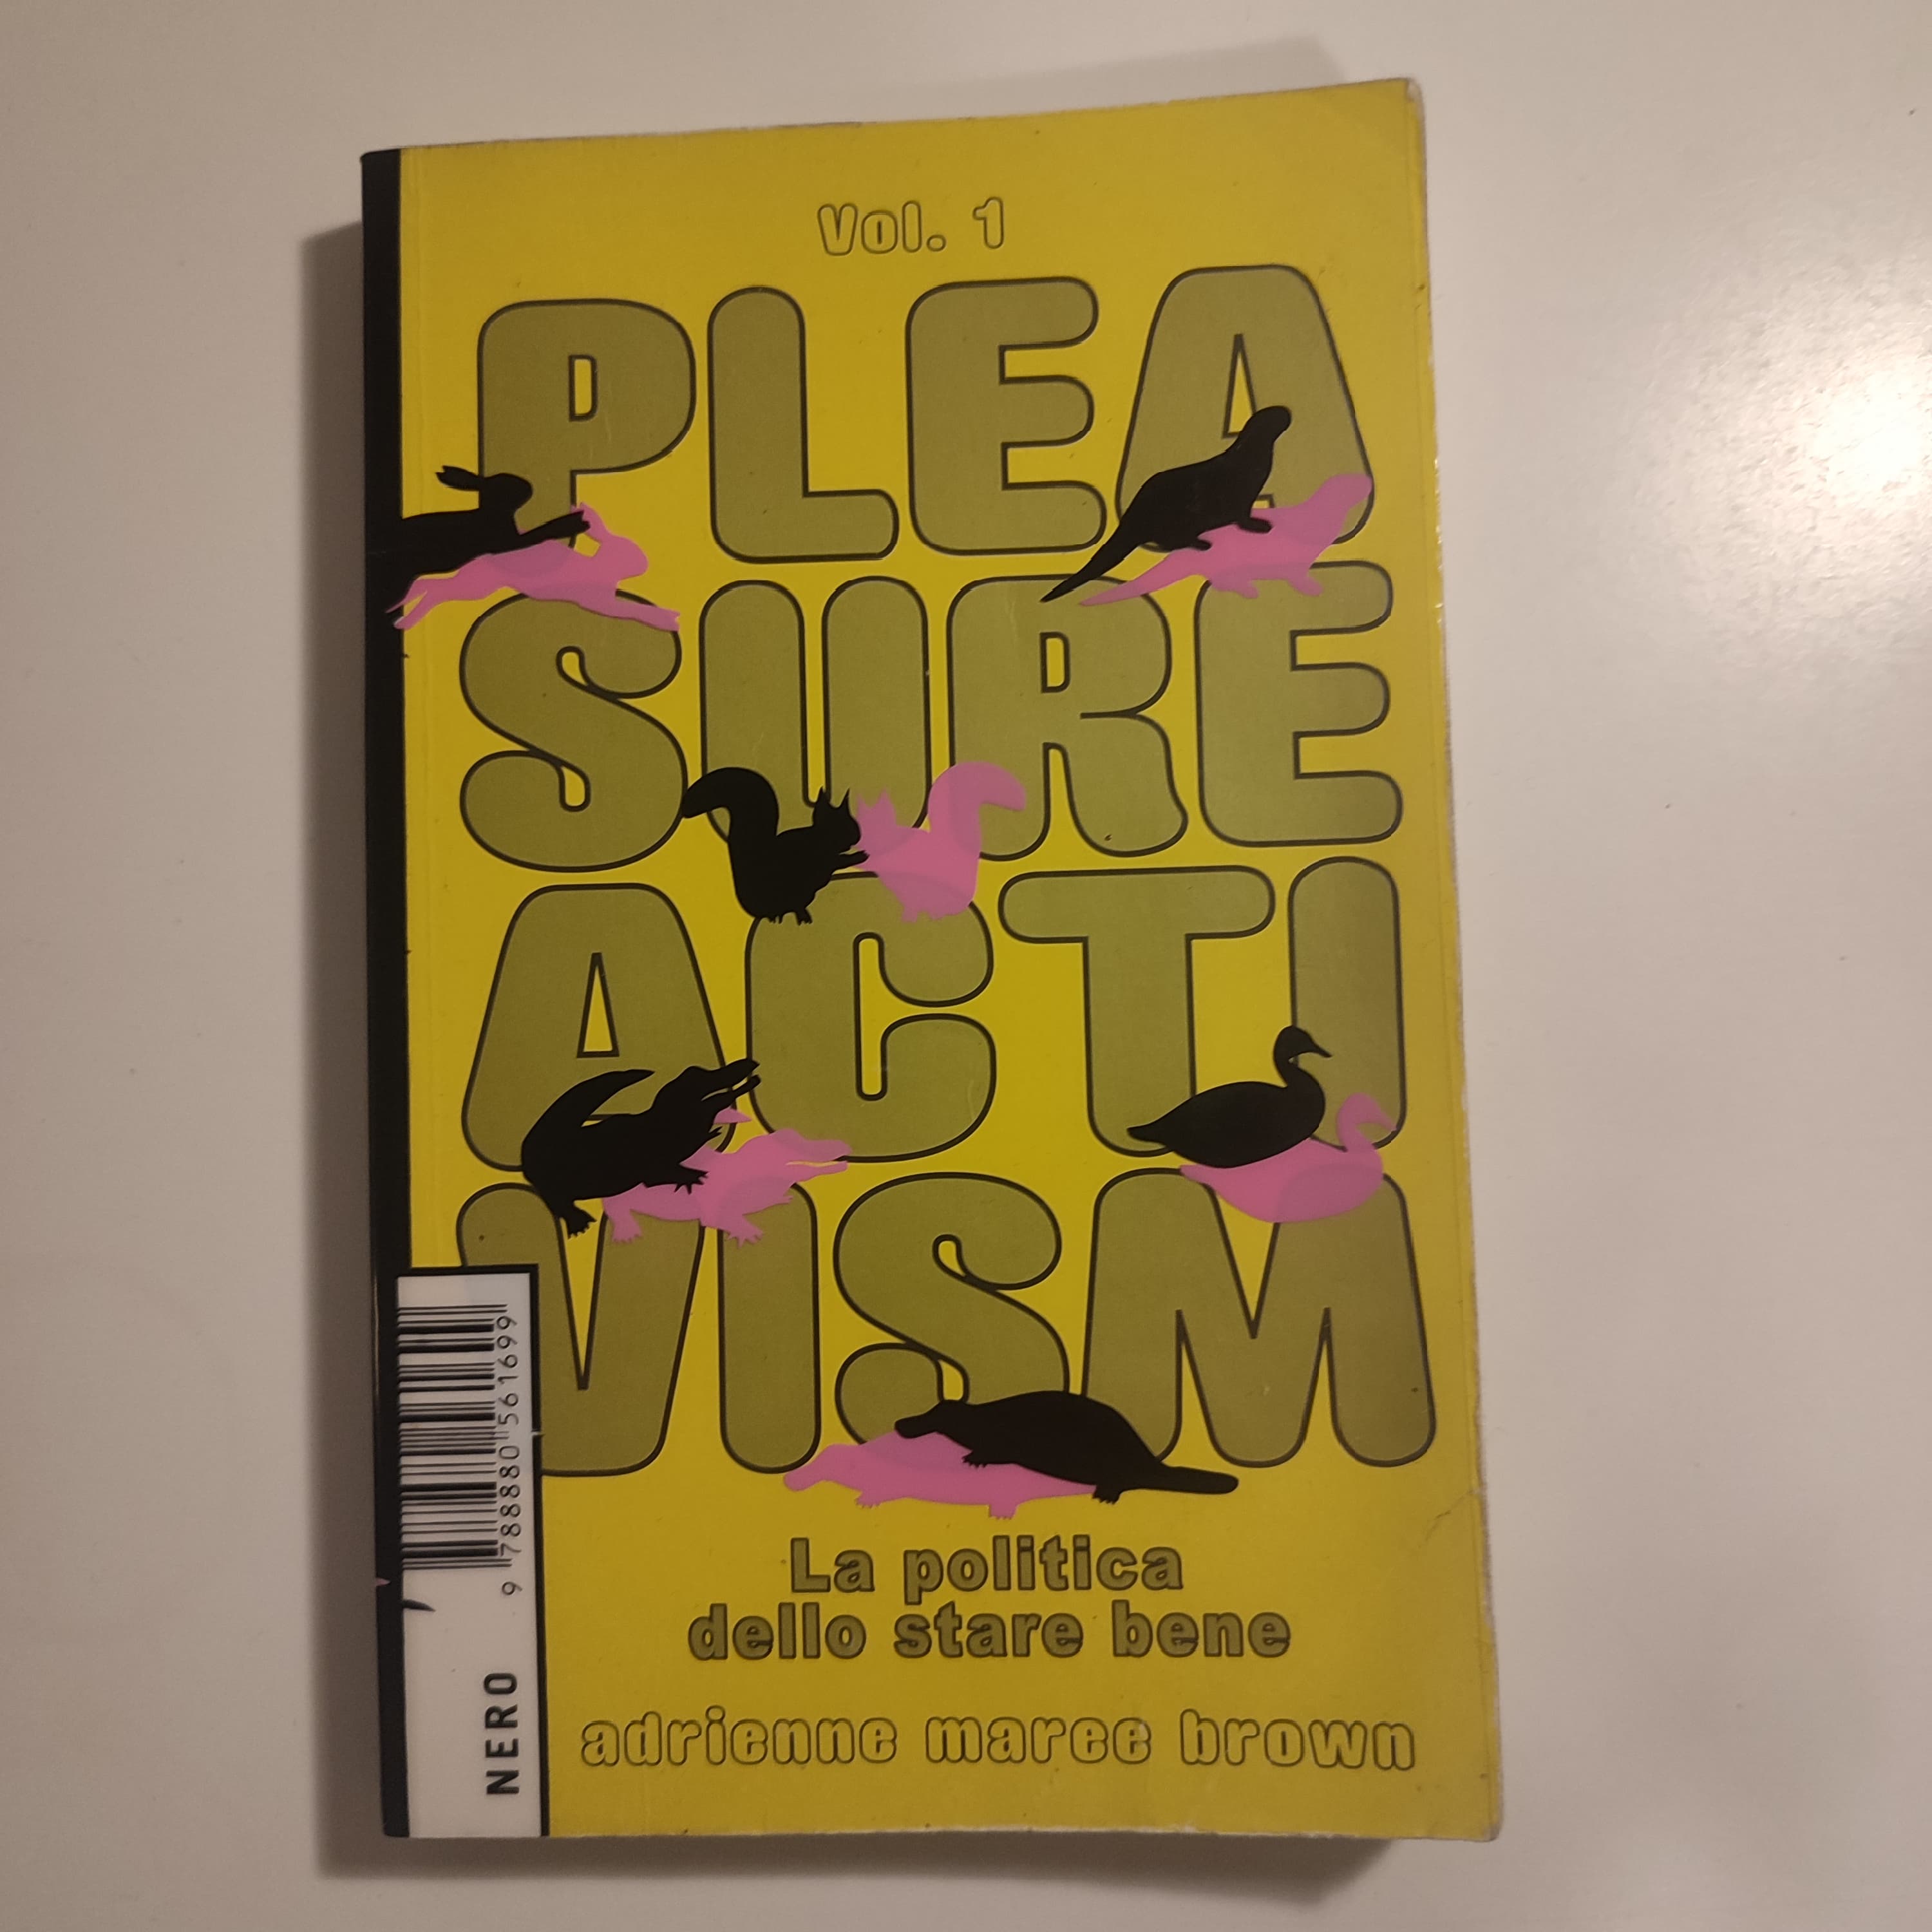 Vol. 1
PLEA
SURE
ACTI
VISM
La politica
dello stare bene
adrienne maree brown
9 788880 561699
NERO